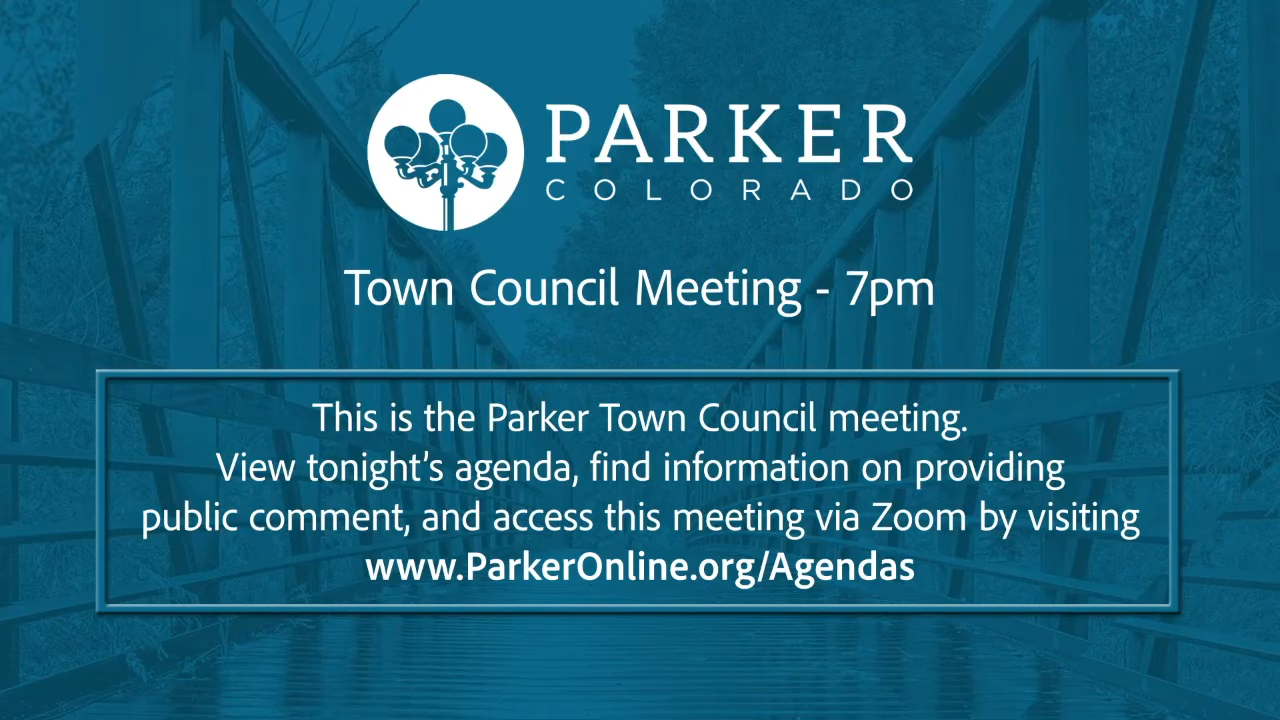 PARKER
COLORADO
Town Council Meeting - 7pm
This is the Parker Town Council meeting.
View tonight's agenda, find information on providing
public comment, and access this meeting via Zoom by visiting
www.ParkerOnline.org/Agendas